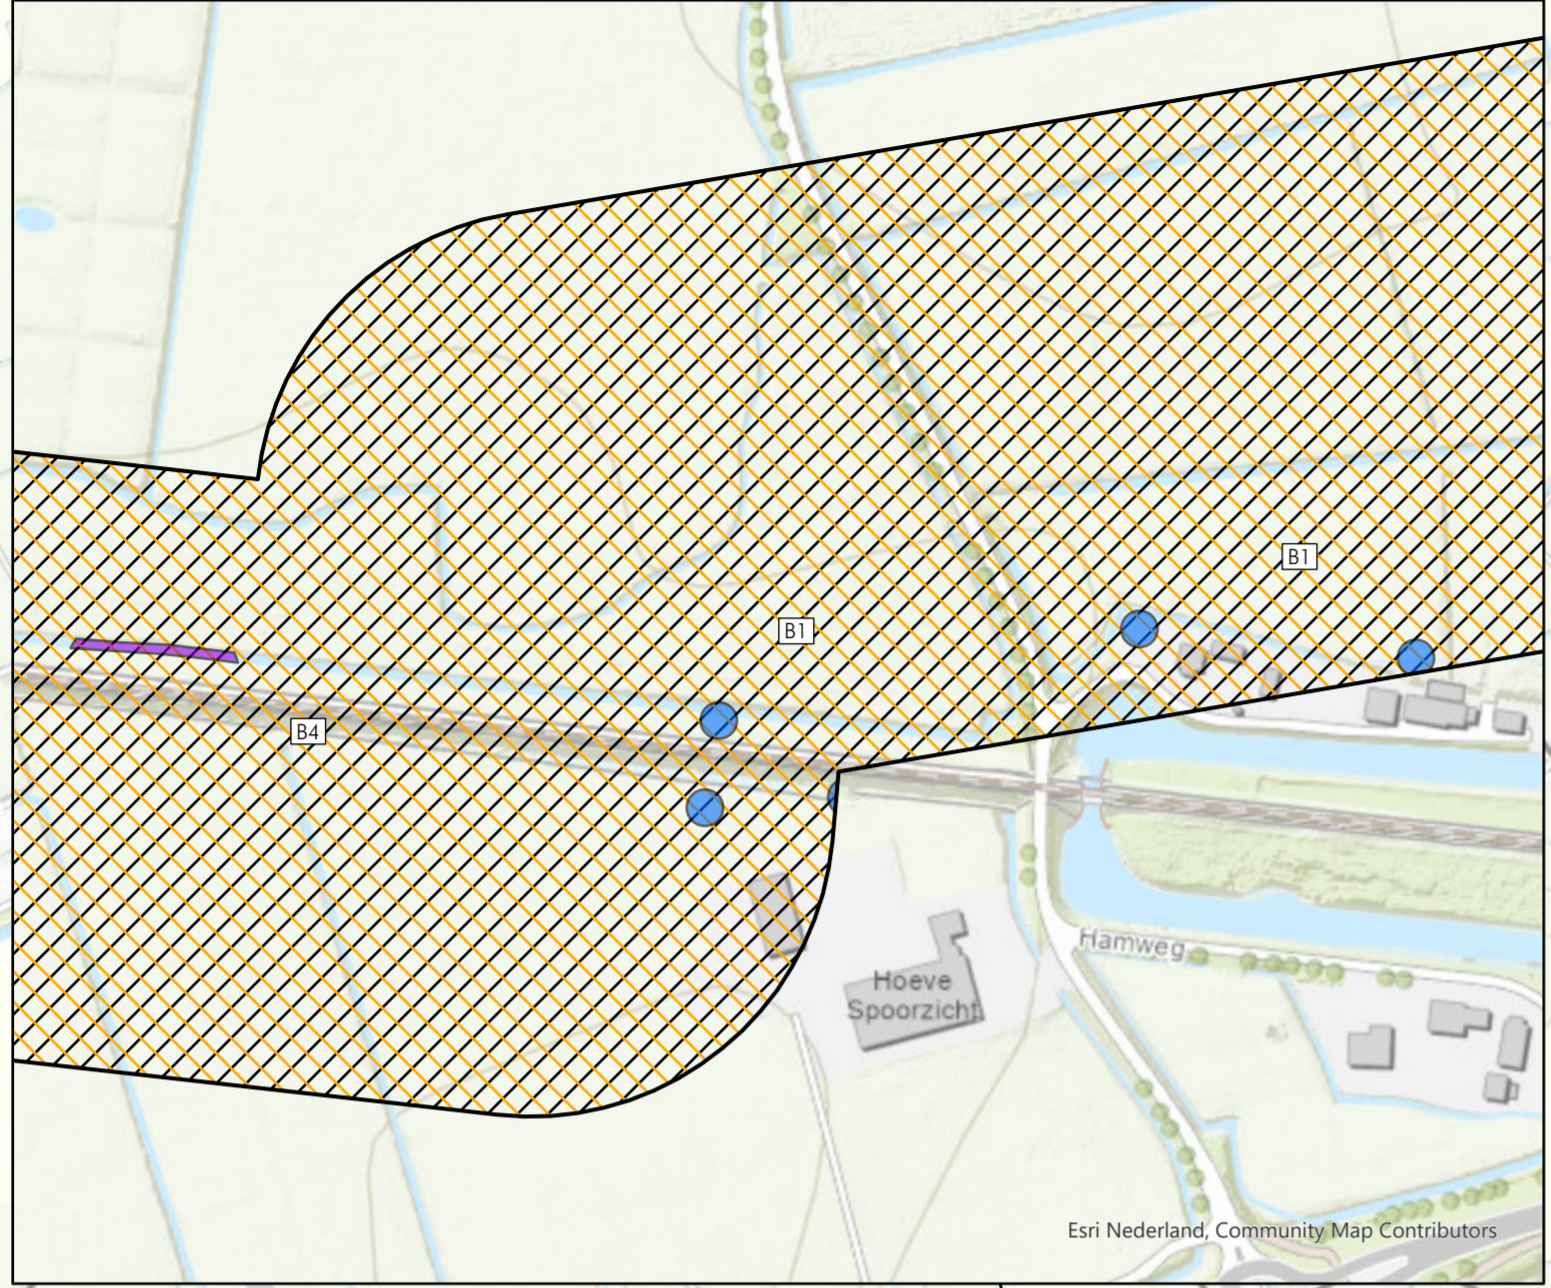 B1
B1
B4
Hamweg
Hoeve
Spoorzicht
Esri Nederland, Community Map Contributors